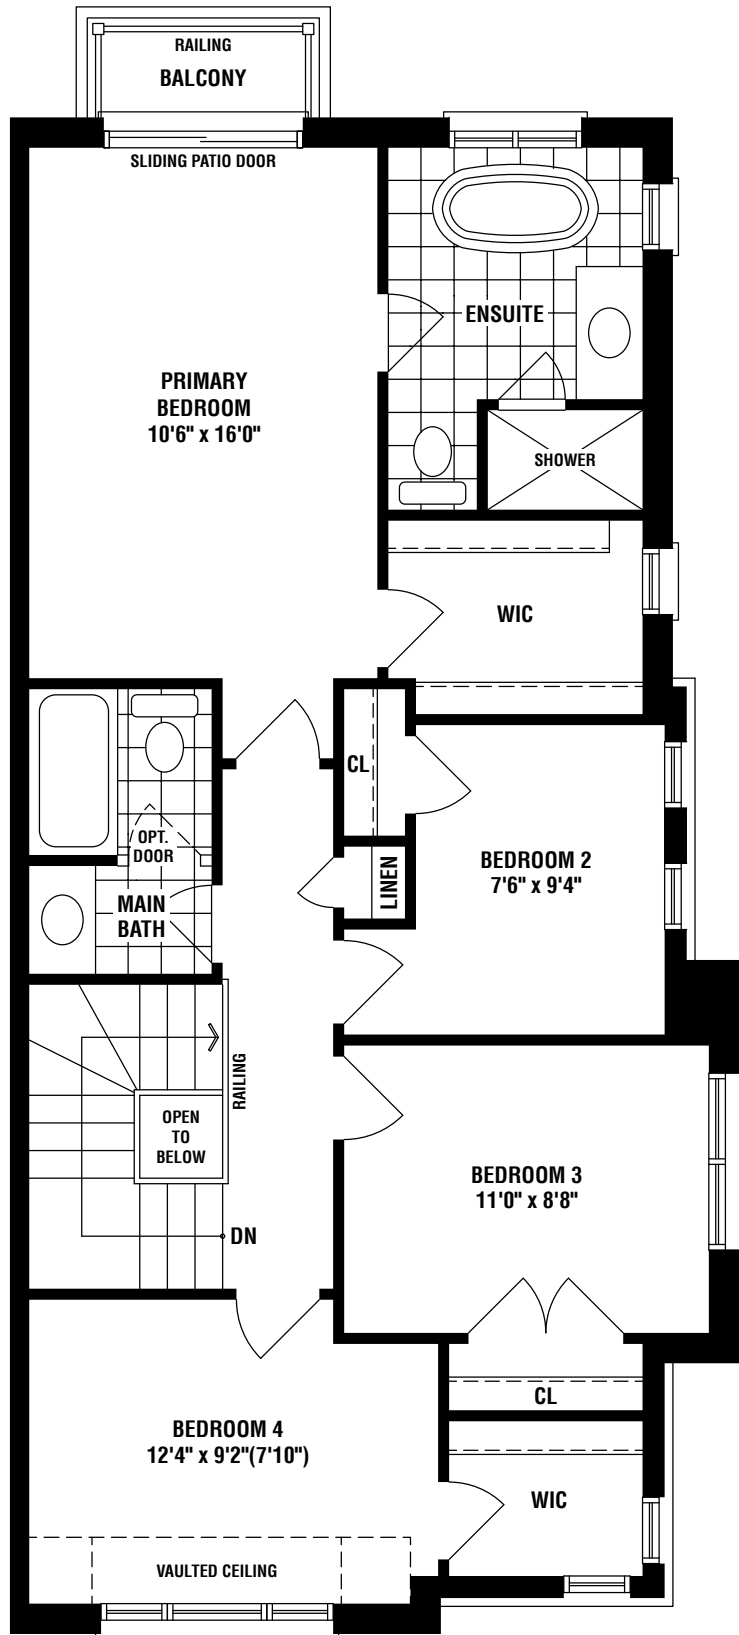 RAILING
BALCONY
SLIDING PATIO DOOR
ENSUITE
PRIMARY
BEDROOM
10'6" x 16'0"
SHOWER
WIC
CL
OPT.
DOOR
LINEN
BEDROOM 2
7'6" x 9'4"
MAIN
BATH
RAILING
OPEN
TO
BELOW
BEDROOM 3
11'0" x 8'8"
DN
CL
BEDROOM 4
12'4" x 9'2"(7'10")
WIC
VAULTED CEILING